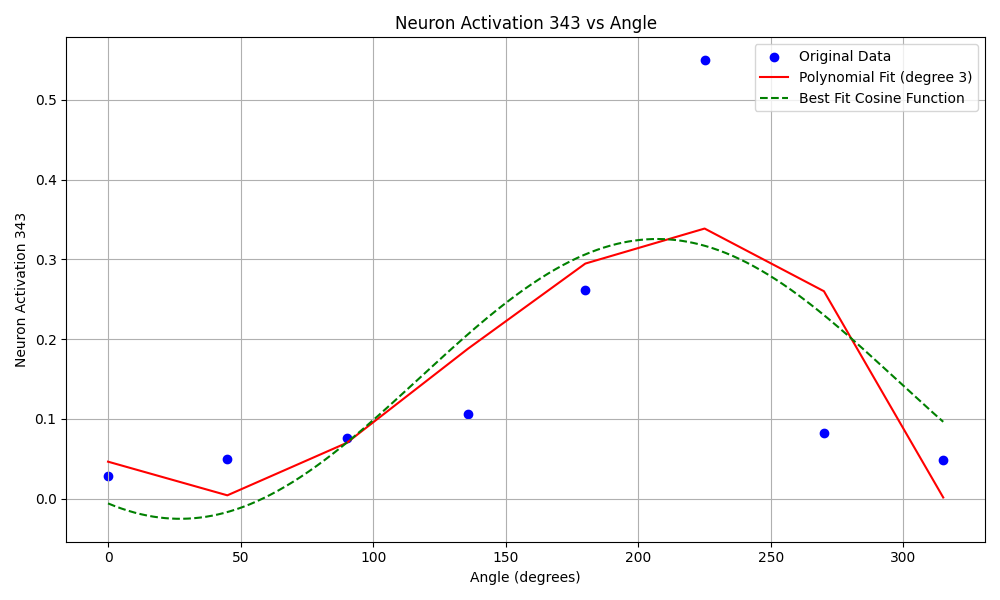 Neuron Activation 343 vs Angle
Original Data
Polynomial Fit (degree 3)
Best Fit Cosine Function
Neuron Activation 343
0.5
0.4
0.3
0.2
0.1
0.0
0 50 100 150 200 250 300
Angle (degrees)